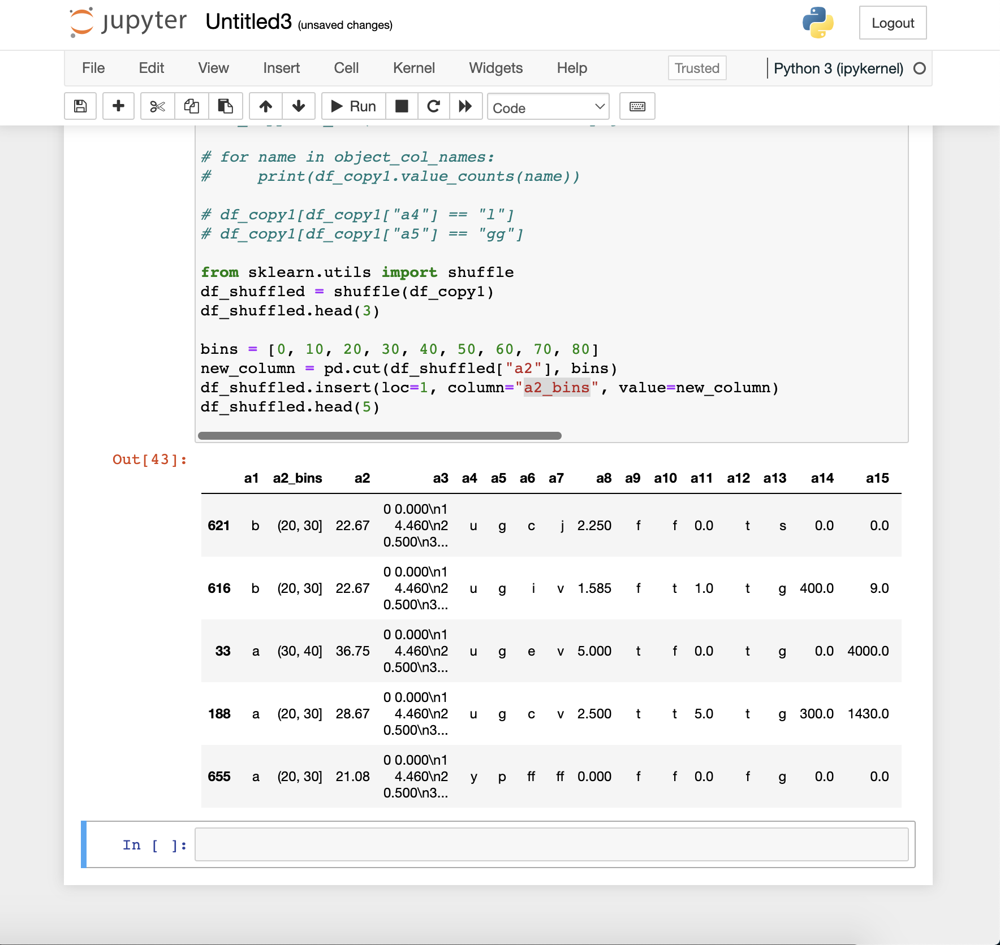 jupyter Untitled3 (unsaved changes) Logout
File Edit View Insert Cell Kernel Widgets Help Trusted Python 3 (ipykernel)
Run Code
# for name in object_col_names:
#     print(df_copy1.value_counts(name))
# df_copy1[df_copy1["a4"] == "l"]
# df_copy1[df_copy1["a5"] == "gg"]
from sklearn.utils import shuffle
df_shuffled = shuffle(df_copy1)
df_shuffled.head(3)
bins = [0, 10, 20, 30, 40, 50, 60, 70, 80]
new_column = pd.cut(df_shuffled["a2"], bins)
df_shuffled.insert(loc=1, column="a2_bins", value=new_column)
df_shuffled.head(5)
Out[43]:
a1 a2_bins a2 a3 a4 a5 a6 a7 a8 a9 a10 a11 a12 a13 a14 a15
0 0.000\n1
621 b (20, 30] 22.67 4.460\n2 u g c j 2.250 f f 0.0 t s 0.0 0.0
0.500\n3...
0 0.000\n1
616 b (20, 30] 22.67 4.460\n2 u g i v 1.585 f t 1.0 t g 400.0 9.0
0.500\n3...
0 0.000\n1
33 a (30, 40] 36.75 4.460\n2 u g e v 5.000 t f 0.0 t g 0.0 4000.0
0.500\n3...
0 0.000\n1
188 a (20, 30] 28.67 4.460\n2 u g c v 2.500 t t 5.0 t g 300.0 1430.0
0.500\n3...
0 0.000\n1
655 a (20, 30] 21.08 4.460\n2 y p ff ff 0.000 f f 0.0 f g 0.0 0.0
0.500\n3...
In [ ]: